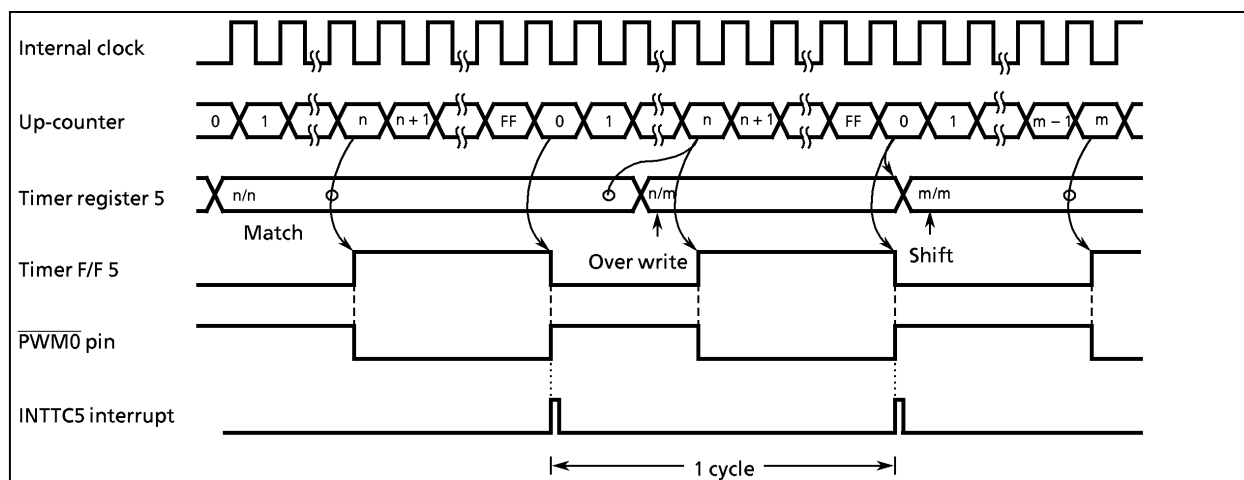 Internal clock
Up-counter
0 1 n n + 1 FF 0 1 n n + 1 FF 0 1 m − 1 m
Timer register 5
n/n n/m m/m
Match
Over write
Shift
Timer F/F 5
PWM0 pin
INTTC5 interrupt
1 cycle